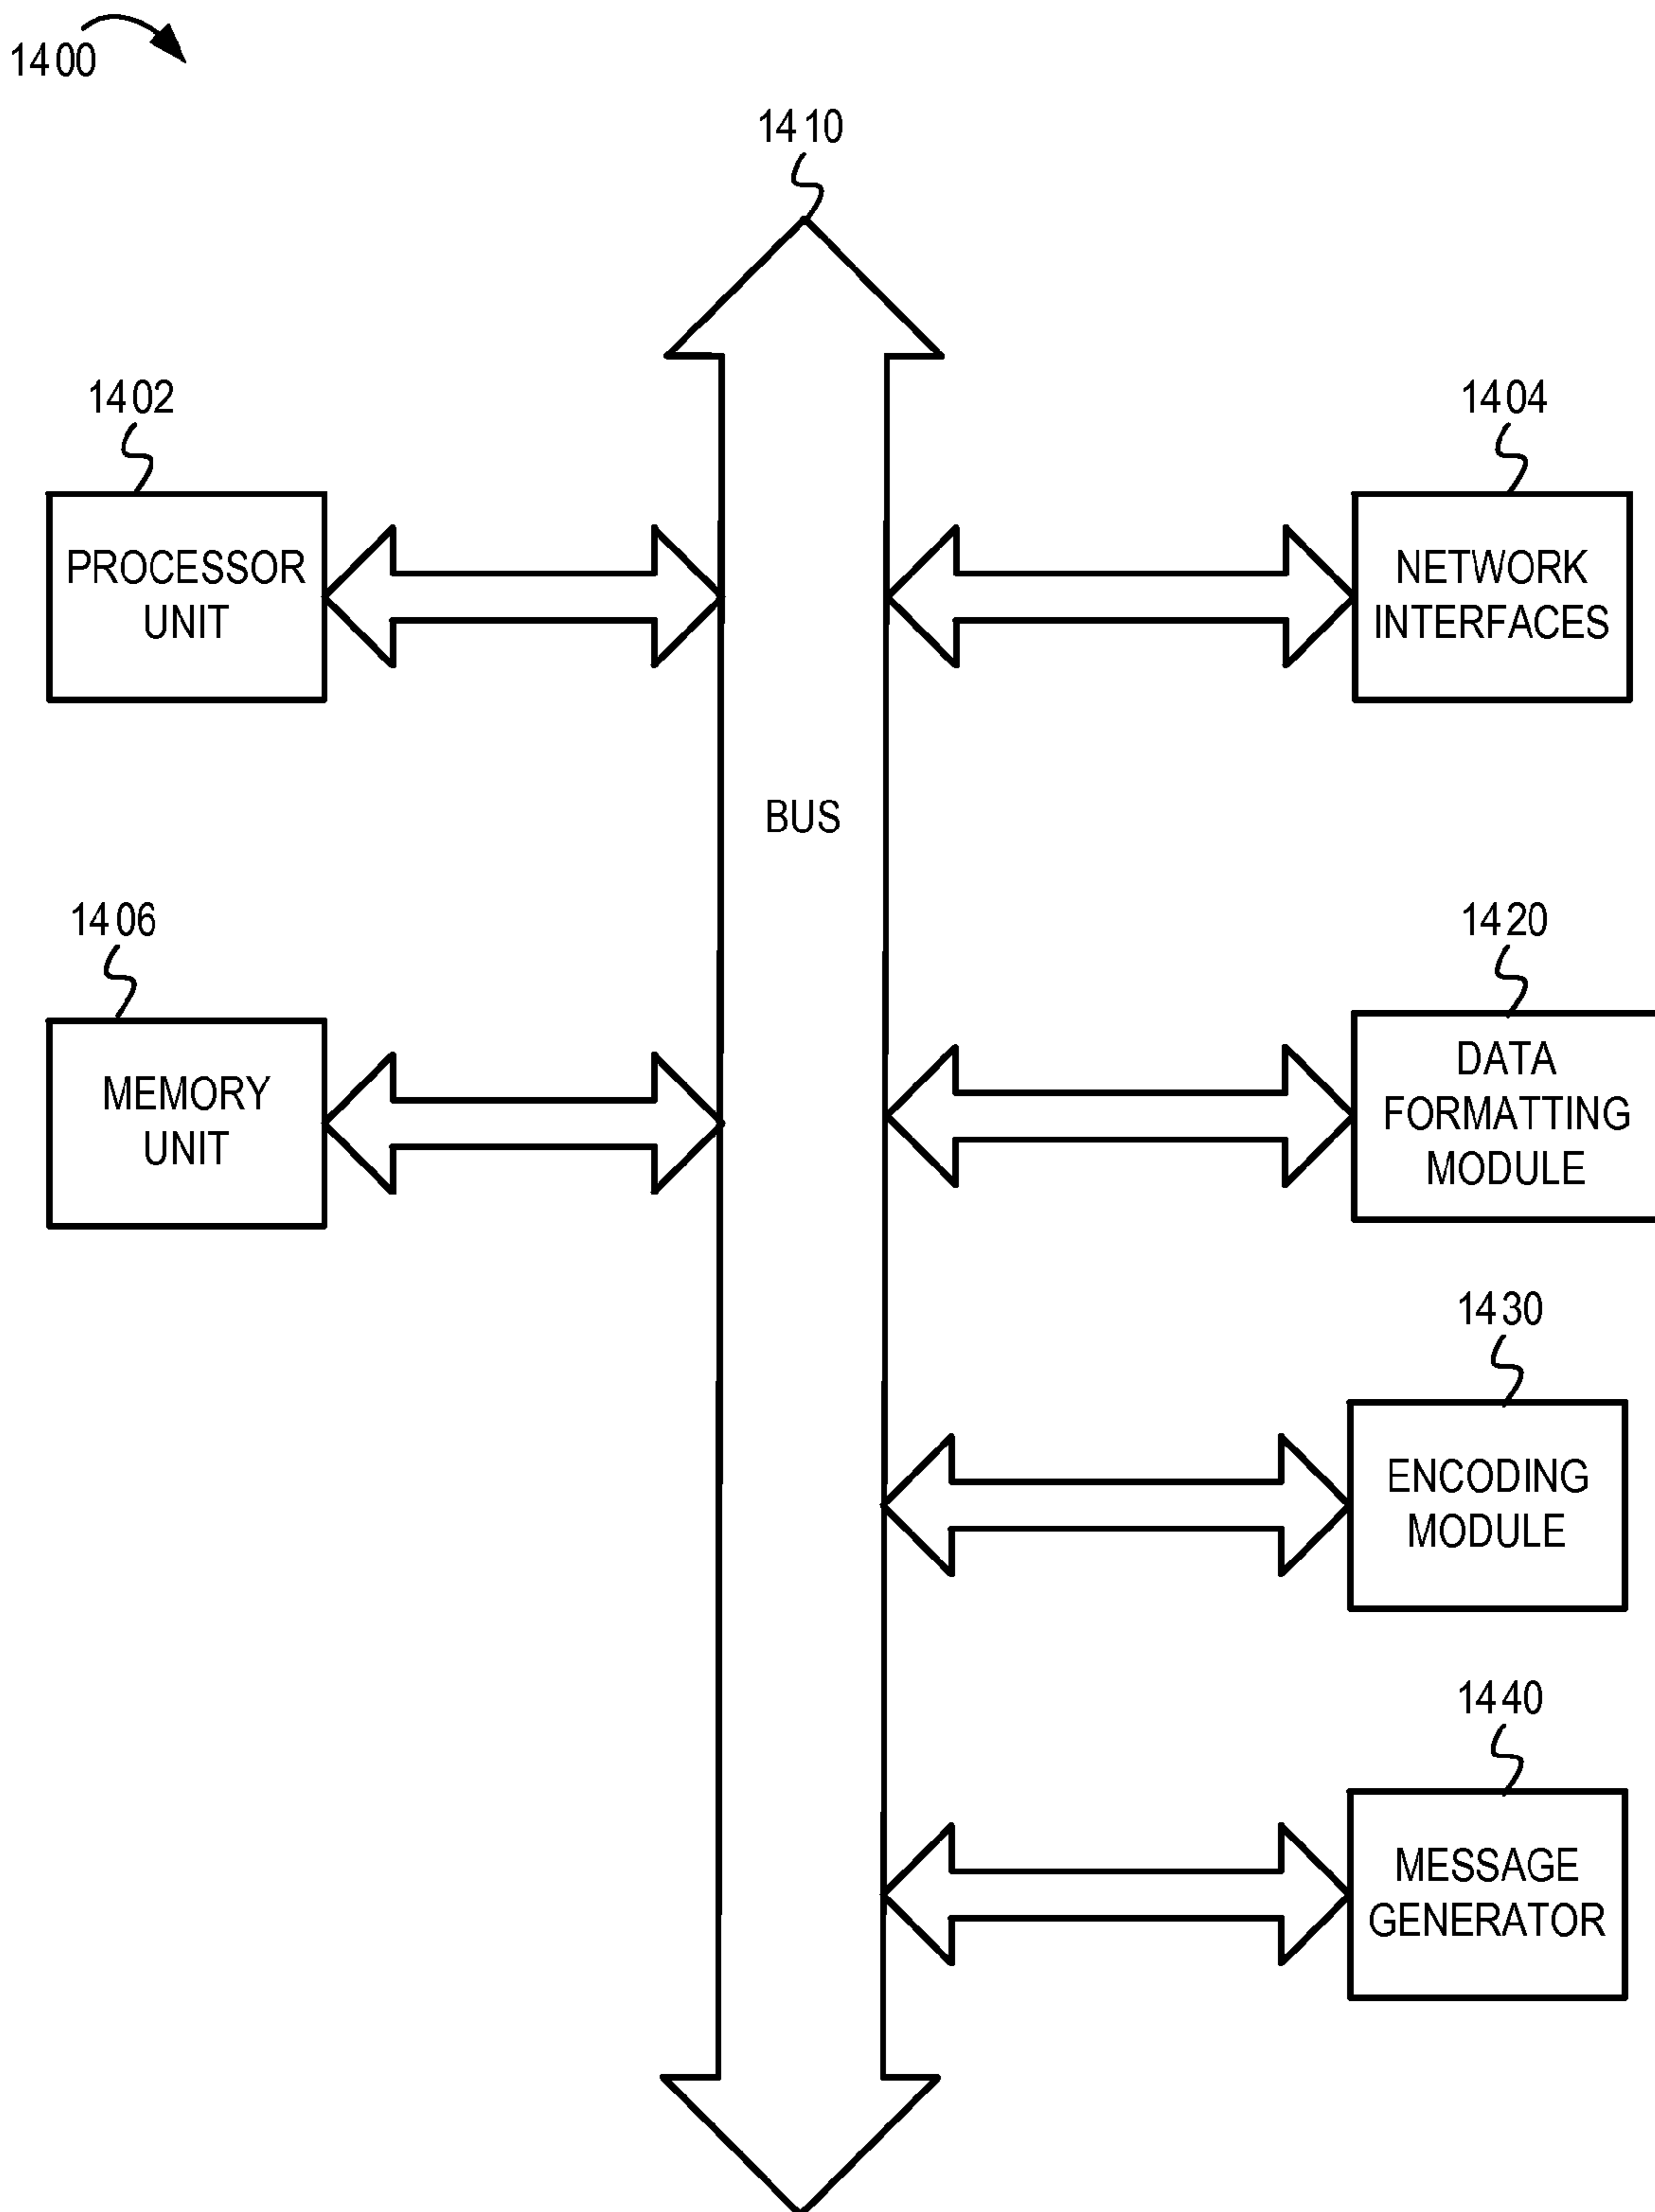 1400
1410
1402
PROCESSOR
UNIT
1404
NETWORK
INTERFACES
BUS
1406
MEMORY
UNIT
1420
DATA
FORMATTING
MODULE
1430
ENCODING
MODULE
1440
MESSAGE
GENERATOR